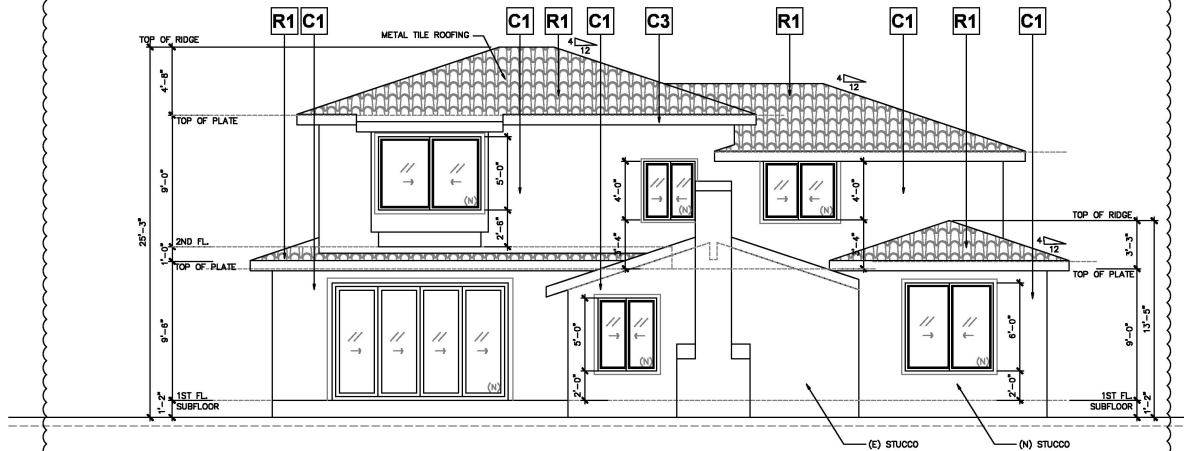 R1 C1 R1 C1 C3 R1 C1 R1 C1
TOP OF RIDGE
METAL TILE ROOFING
4
12
4
12
4'-8"
TOP OF PLATE
9'-0"
25'-3"
5'-0"
(N)
2'-6"
4'-0"
(N)
4'-0"
(N)
4'-0"
TOP OF RIDGE
2ND FL.
1'-0"
TOP OF PLATE
4
12
3'-3"
TOP OF PLATE
9'-6"
5'-0"
6'-0"
9'-0"
13'-5"
(N)
(N)
(N)
2'-0"
2'-0"
1ST FL.
SUBFLOOR
1'-2"
1ST FL.
SUBFLOOR
1'-2"
(E) STUCCO
(N) STUCCO